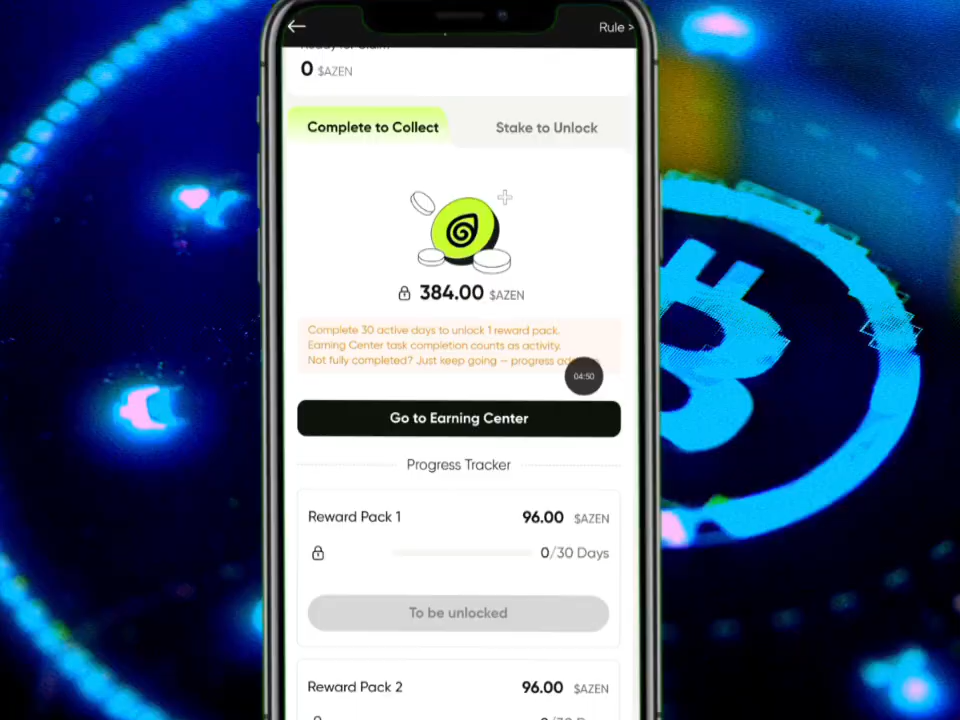 Rule >
0 $AZEN
Complete to Collect
Stake to Unlock
384.00 $AZEN
Complete 30 active days to unlock 1 reward pack.
Earning Center task completion counts as activity.
Not fully completed? Just keep going — progress
04:50
Go to Earning Center
Progress Tracker
Reward Pack 1
96.00 $AZEN
0/30 Days
To be unlocked
Reward Pack 2
96.00 $AZEN